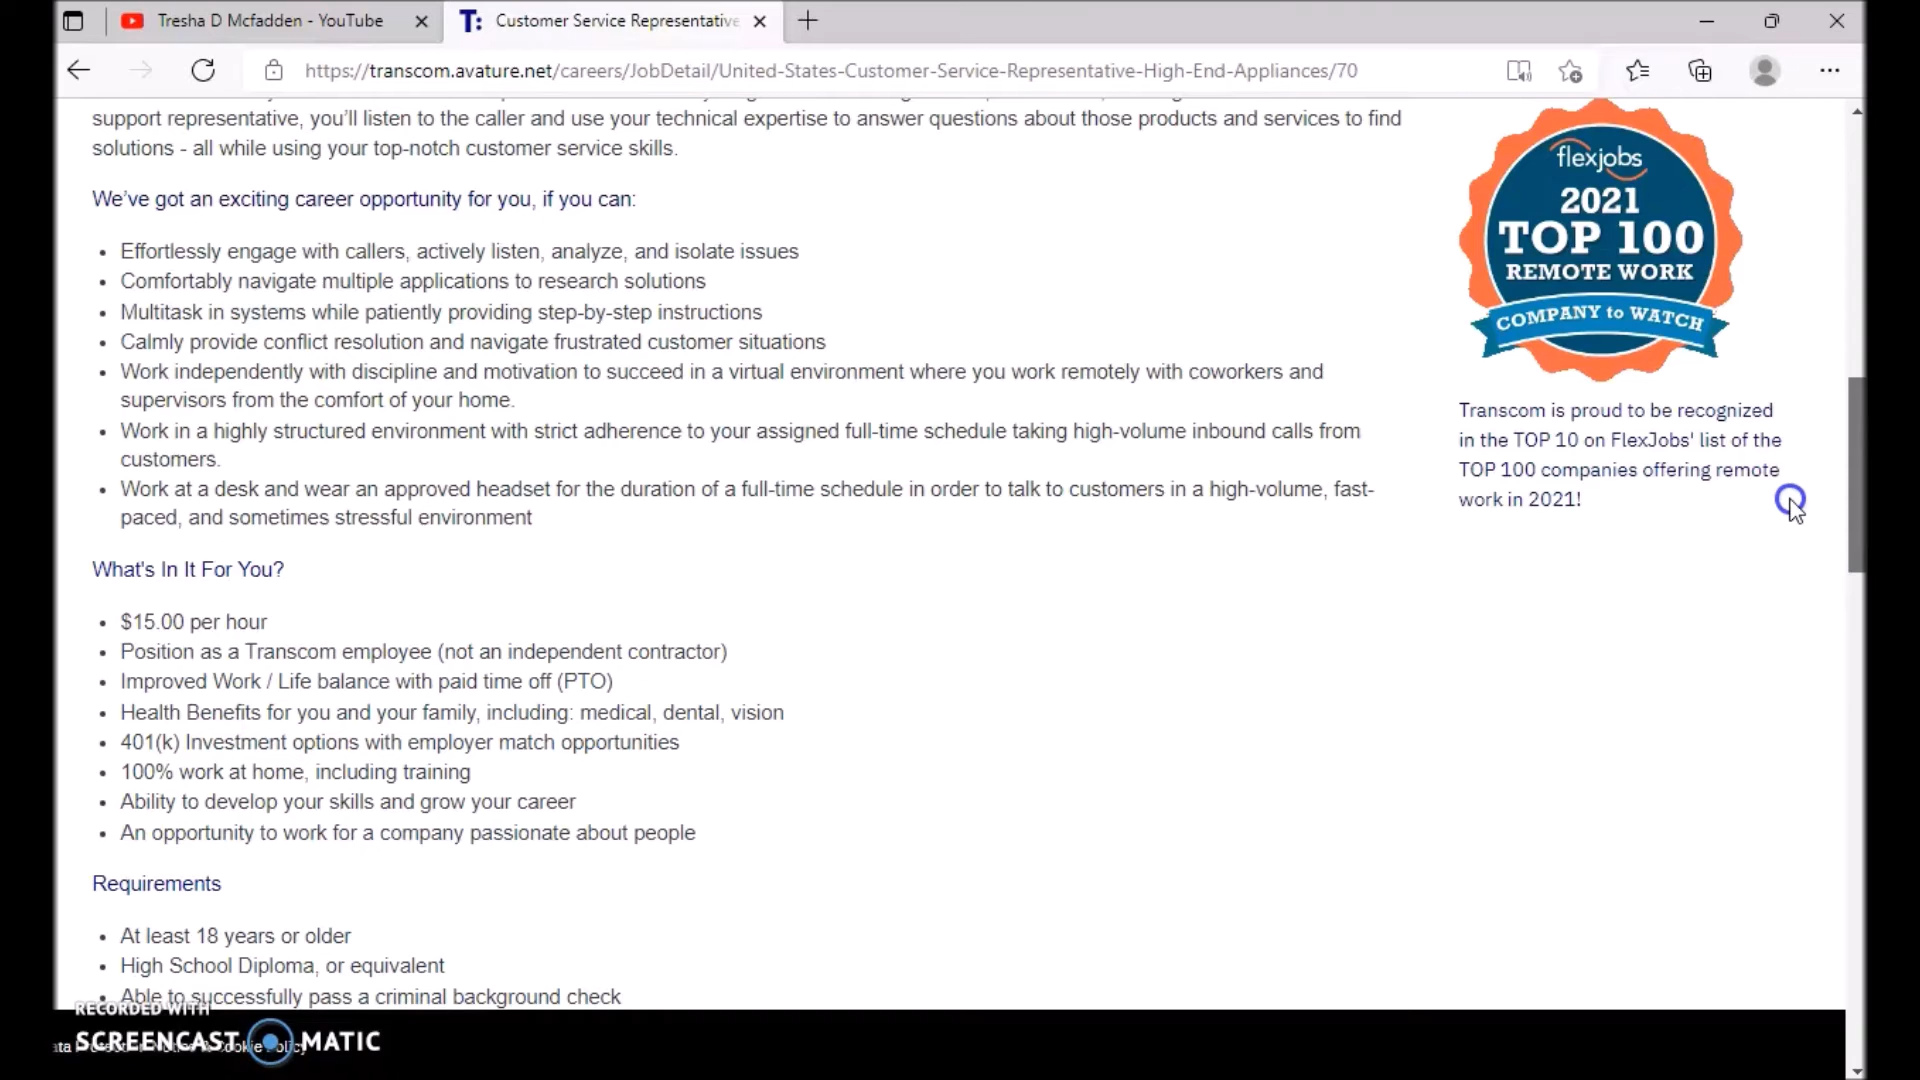 Tresha D Mcfadden - YouTube
T: Customer Service Representative
https://transcom.avature.net/careers/JobDetail/United-States-Customer-Service-Representative-High-End-Appliances/70
support representative, you’ll listen to the caller and use your technical expertise to answer questions about those products and services to find
solutions - all while using your top-notch customer service skills.
We’ve got an exciting career opportunity for you, if you can:
• Effortlessly engage with callers, actively listen, analyze, and isolate issues
• Comfortably navigate multiple applications to research solutions
• Multitask in systems while patiently providing step-by-step instructions
• Calmly provide conflict resolution and navigate frustrated customer situations
• Work independently with discipline and motivation to succeed in a virtual environment where you work remotely with coworkers and
supervisors from the comfort of your home.
• Work in a highly structured environment with strict adherence to your assigned full-time schedule taking high-volume inbound calls from
customers.
• Work at a desk and wear an approved headset for the duration of a full-time schedule in order to talk to customers in a high-volume, fast-
paced, and sometimes stressful environment
What's In It For You?
• $15.00 per hour
• Position as a Transcom employee (not an independent contractor)
• Improved Work / Life balance with paid time off (PTO)
• Health Benefits for you and your family, including: medical, dental, vision
• 401(k) Investment options with employer match opportunities
• 100% work at home, including training
• Ability to develop your skills and grow your career
• An opportunity to work for a company passionate about people
Requirements
• At least 18 years or older
• High School Diploma, or equivalent
• Able to successfully pass a criminal background check
flexjobs
2021
TOP 100
REMOTE WORK
COMPANY to WATCH
Transcom is proud to be recognized
in the TOP 10 on FlexJobs' list of the
TOP 100 companies offering remote
work in 2021!
RECORDED WITH
SCREENCAST MATIC